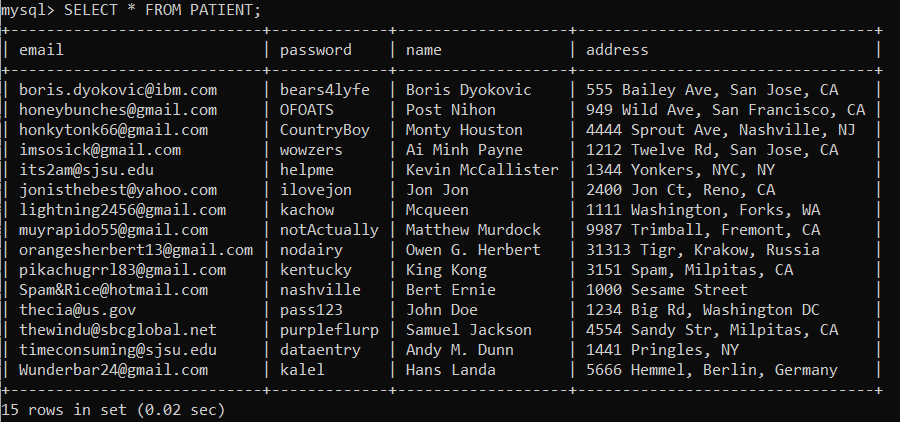 mysql> SELECT * FROM PATIENT;
+----------------------------+-------------+-------------------+---------------------------------+
| email                      | password    | name              | address                         |
+----------------------------+-------------+-------------------+---------------------------------+
| boris.dyokovic@ibm.com     | bears4lyfe  | Boris Dyokovic    | 555 Bailey Ave, San Jose, CA    |
| honeybunches@gmail.com     | OFOATS      | Post Nihon        | 949 Wild Ave, San Francisco, CA |
| honkytonk66@gmail.com      | CountryBoy  | Monty Houston     | 4444 Sprout Ave, Nashville, NJ  |
| imsosick@gmail.com         | wowzers     | Ai Minh Payne     | 1212 Twelve Rd, San Jose, CA    |
| its2am@sjsu.edu            | helpme      | Kevin McCallister | 1344 Yonkers, NYC, NY           |
| jonisthebest@yahoo.com     | ilovejon    | Jon Jon           | 2400 Jon Ct, Reno, CA           |
| lightning2456@gmail.com    | kachow      | Mcqueen           | 1111 Washington, Forks, WA      |
| muyrapido55@gmail.com      | notActually | Matthew Murdock   | 9987 Trimball, Fremont, CA      |
| orangesherbert13@gmail.com | nodairy     | Owen G. Herbert   | 31313 Tigr, Krakow, Russia      |
| pikachugrrl83@gmail.com    | kentucky    | King Kong         | 3151 Spam, Milpitas, CA         |
| Spam&Rice@hotmail.com      | nashville   | Bert Ernie        | 1000 Sesame Street              |
| thecia@us.gov              | pass123     | John Doe          | 1234 Big Rd, Washington DC      |
| thewindu@sbcglobal.net     | purpleflurp | Samuel Jackson    | 4554 Sandy Str, Milpitas, CA    |
| timeconsuming@sjsu.edu     | dataentry   | Andy M. Dunn      | 1441 Pringles, NY               |
| Wunderbar24@gmail.com      | kalel       | Hans Landa        | 5666 Hemmel, Berlin, Germany    |
+----------------------------+-------------+-------------------+---------------------------------+
15 rows in set (0.02 sec)